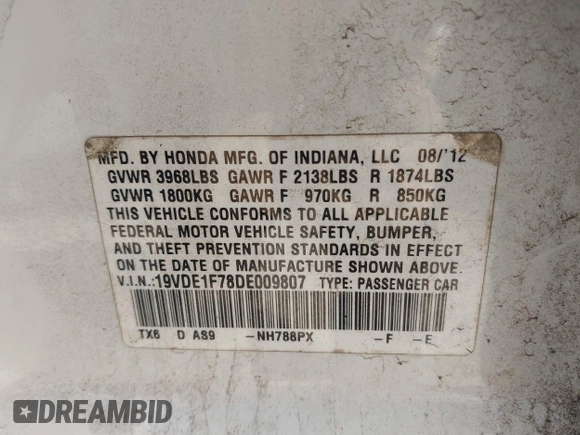 MFD. BY HONDA MFG. OF INDIANA, LLC 08/'12
GVWR 3968LBS GAWR F 2138LBS R 1874LBS
GVWR 1800KG GAWR F 970KG R 850KG
THIS VEHICLE CONFORMS TO ALL APPLICABLE
FEDERAL MOTOR VEHICLE SAFETY, BUMPER,
AND THEFT PREVENTION STANDARDS IN EFFECT
ON THE DATE OF MANUFACTURE SHOWN ABOVE.
V.I.N.:19VDE1F78DE009807 TYPE: PASSENGER CAR
TX6 D AS9 -NH788PX -F -E
DREAMBID